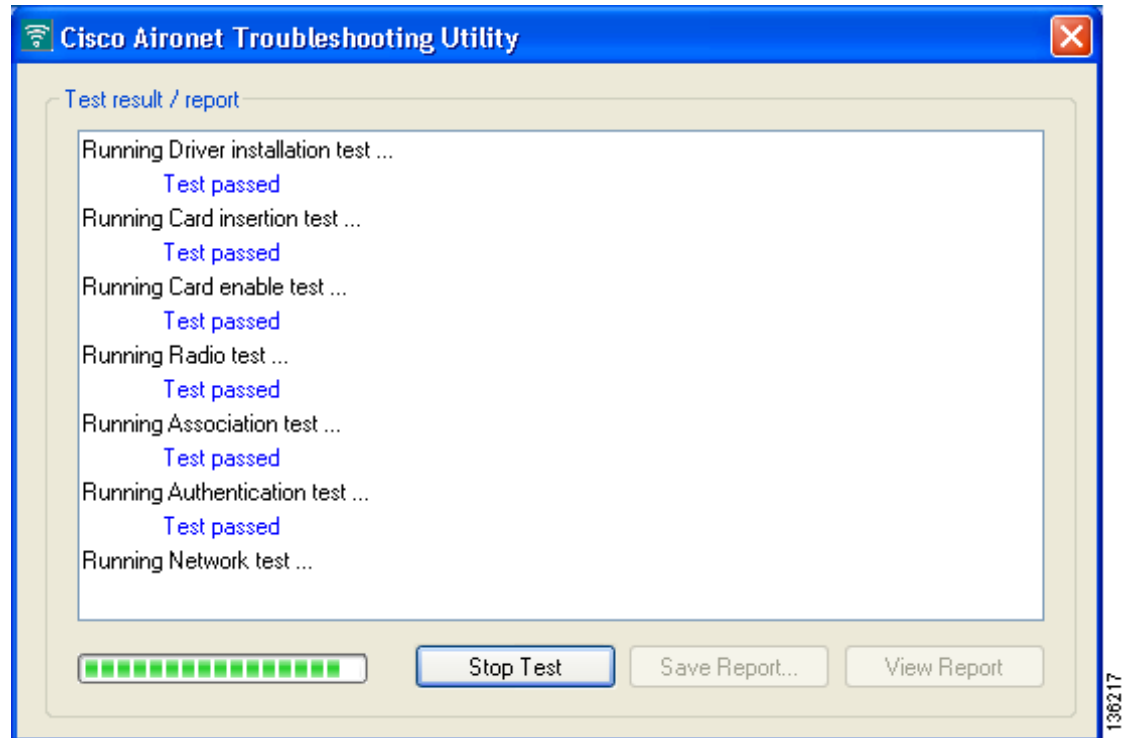 Cisco Aironet Troubleshooting Utility
Test result / report
Running Driver installation test ...
Test passed
Running Card insertion test ...
Test passed
Running Card enable test ...
Test passed
Running Radio test ...
Test passed
Running Association test ...
Test passed
Running Authentication test ...
Test passed
Running Network test ...
Stop Test
Save Report...
View Report
136217